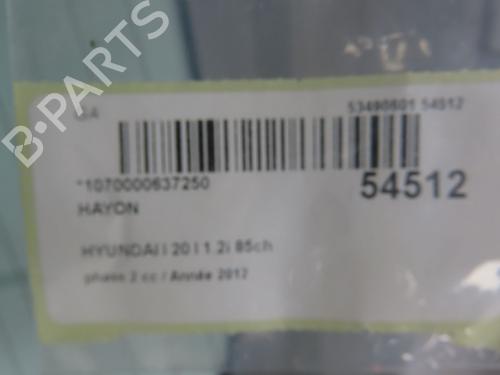 B-PARTS
53490601 54512
*1070000637250
54512
HAYON
HYUNDAI I 20 I 1.2i 85ch
phase 2 cc / Année 2012